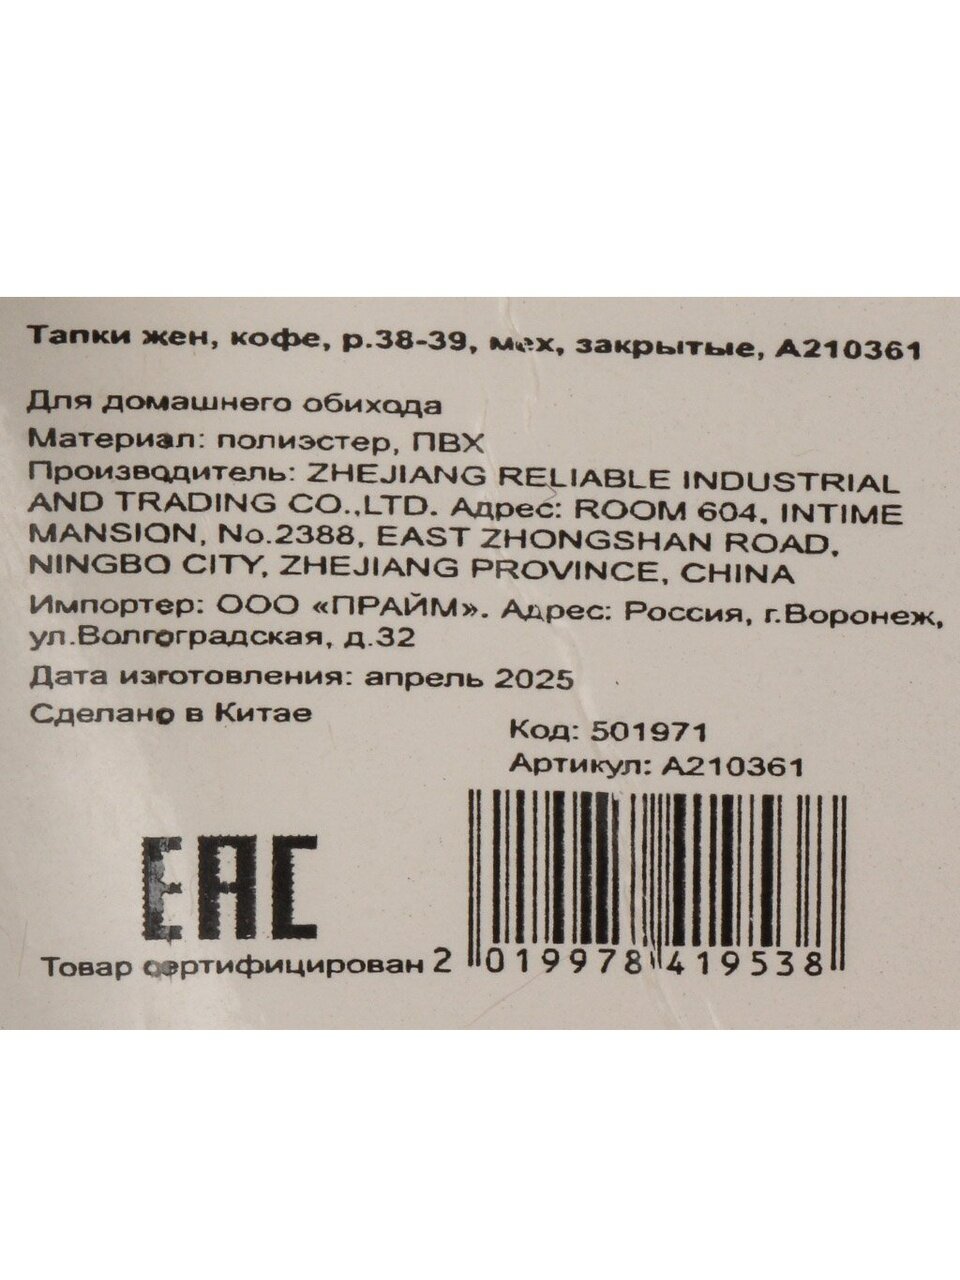 Тапки жен, кофе, р.38-39, мех, закрытые, А210361
Для домашнего обихода
Материал: полиэстер, ПВХ
Производитель: ZHEJIANG RELIABLE INDUSTRIAL
AND TRADING CO.,LTD. Адрес: ROOM 604, INTIME
MANSION, No.2388, EAST ZHONGSHAN ROAD,
NINGBO CITY, ZHEJIANG PROVINCE, CHINA
Импортер: ООО «ПРАЙМ». Адрес: Россия, г.Воронеж,
ул.Волгоградская, д.32
Дата изготовления: апрель 2025
Сделано в Китае
Код: 501971
Артикул: А210361
ЕАС
Товар сертифицирован
2 019978 419538